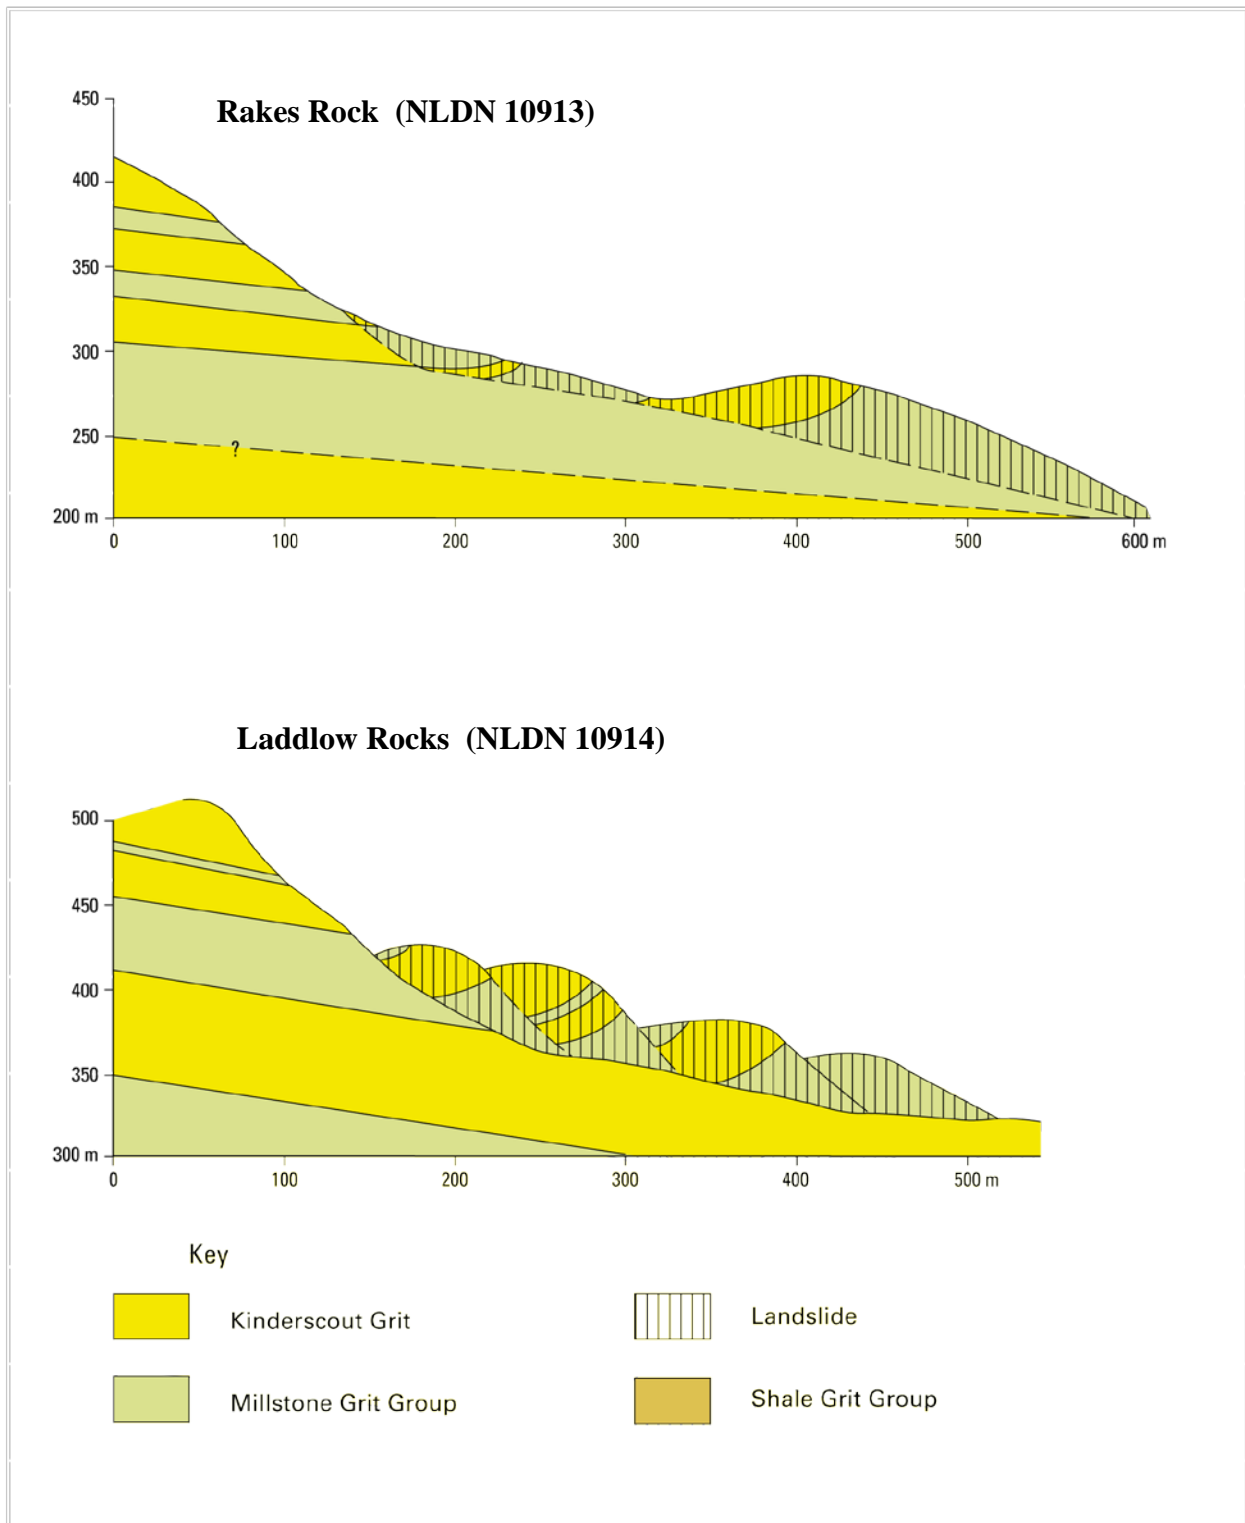 Rakes Rock (NLDN 10913)
450
400
350
300
250
200 m
?
0 100 200 300 400 500 600 m
Laddlow Rocks (NLDN 10914)
500
450
400
350
300 m
0 100 200 300 400 500 m
Key
Kinderscout Grit
Landslide
Millstone Grit Group
Shale Grit Group